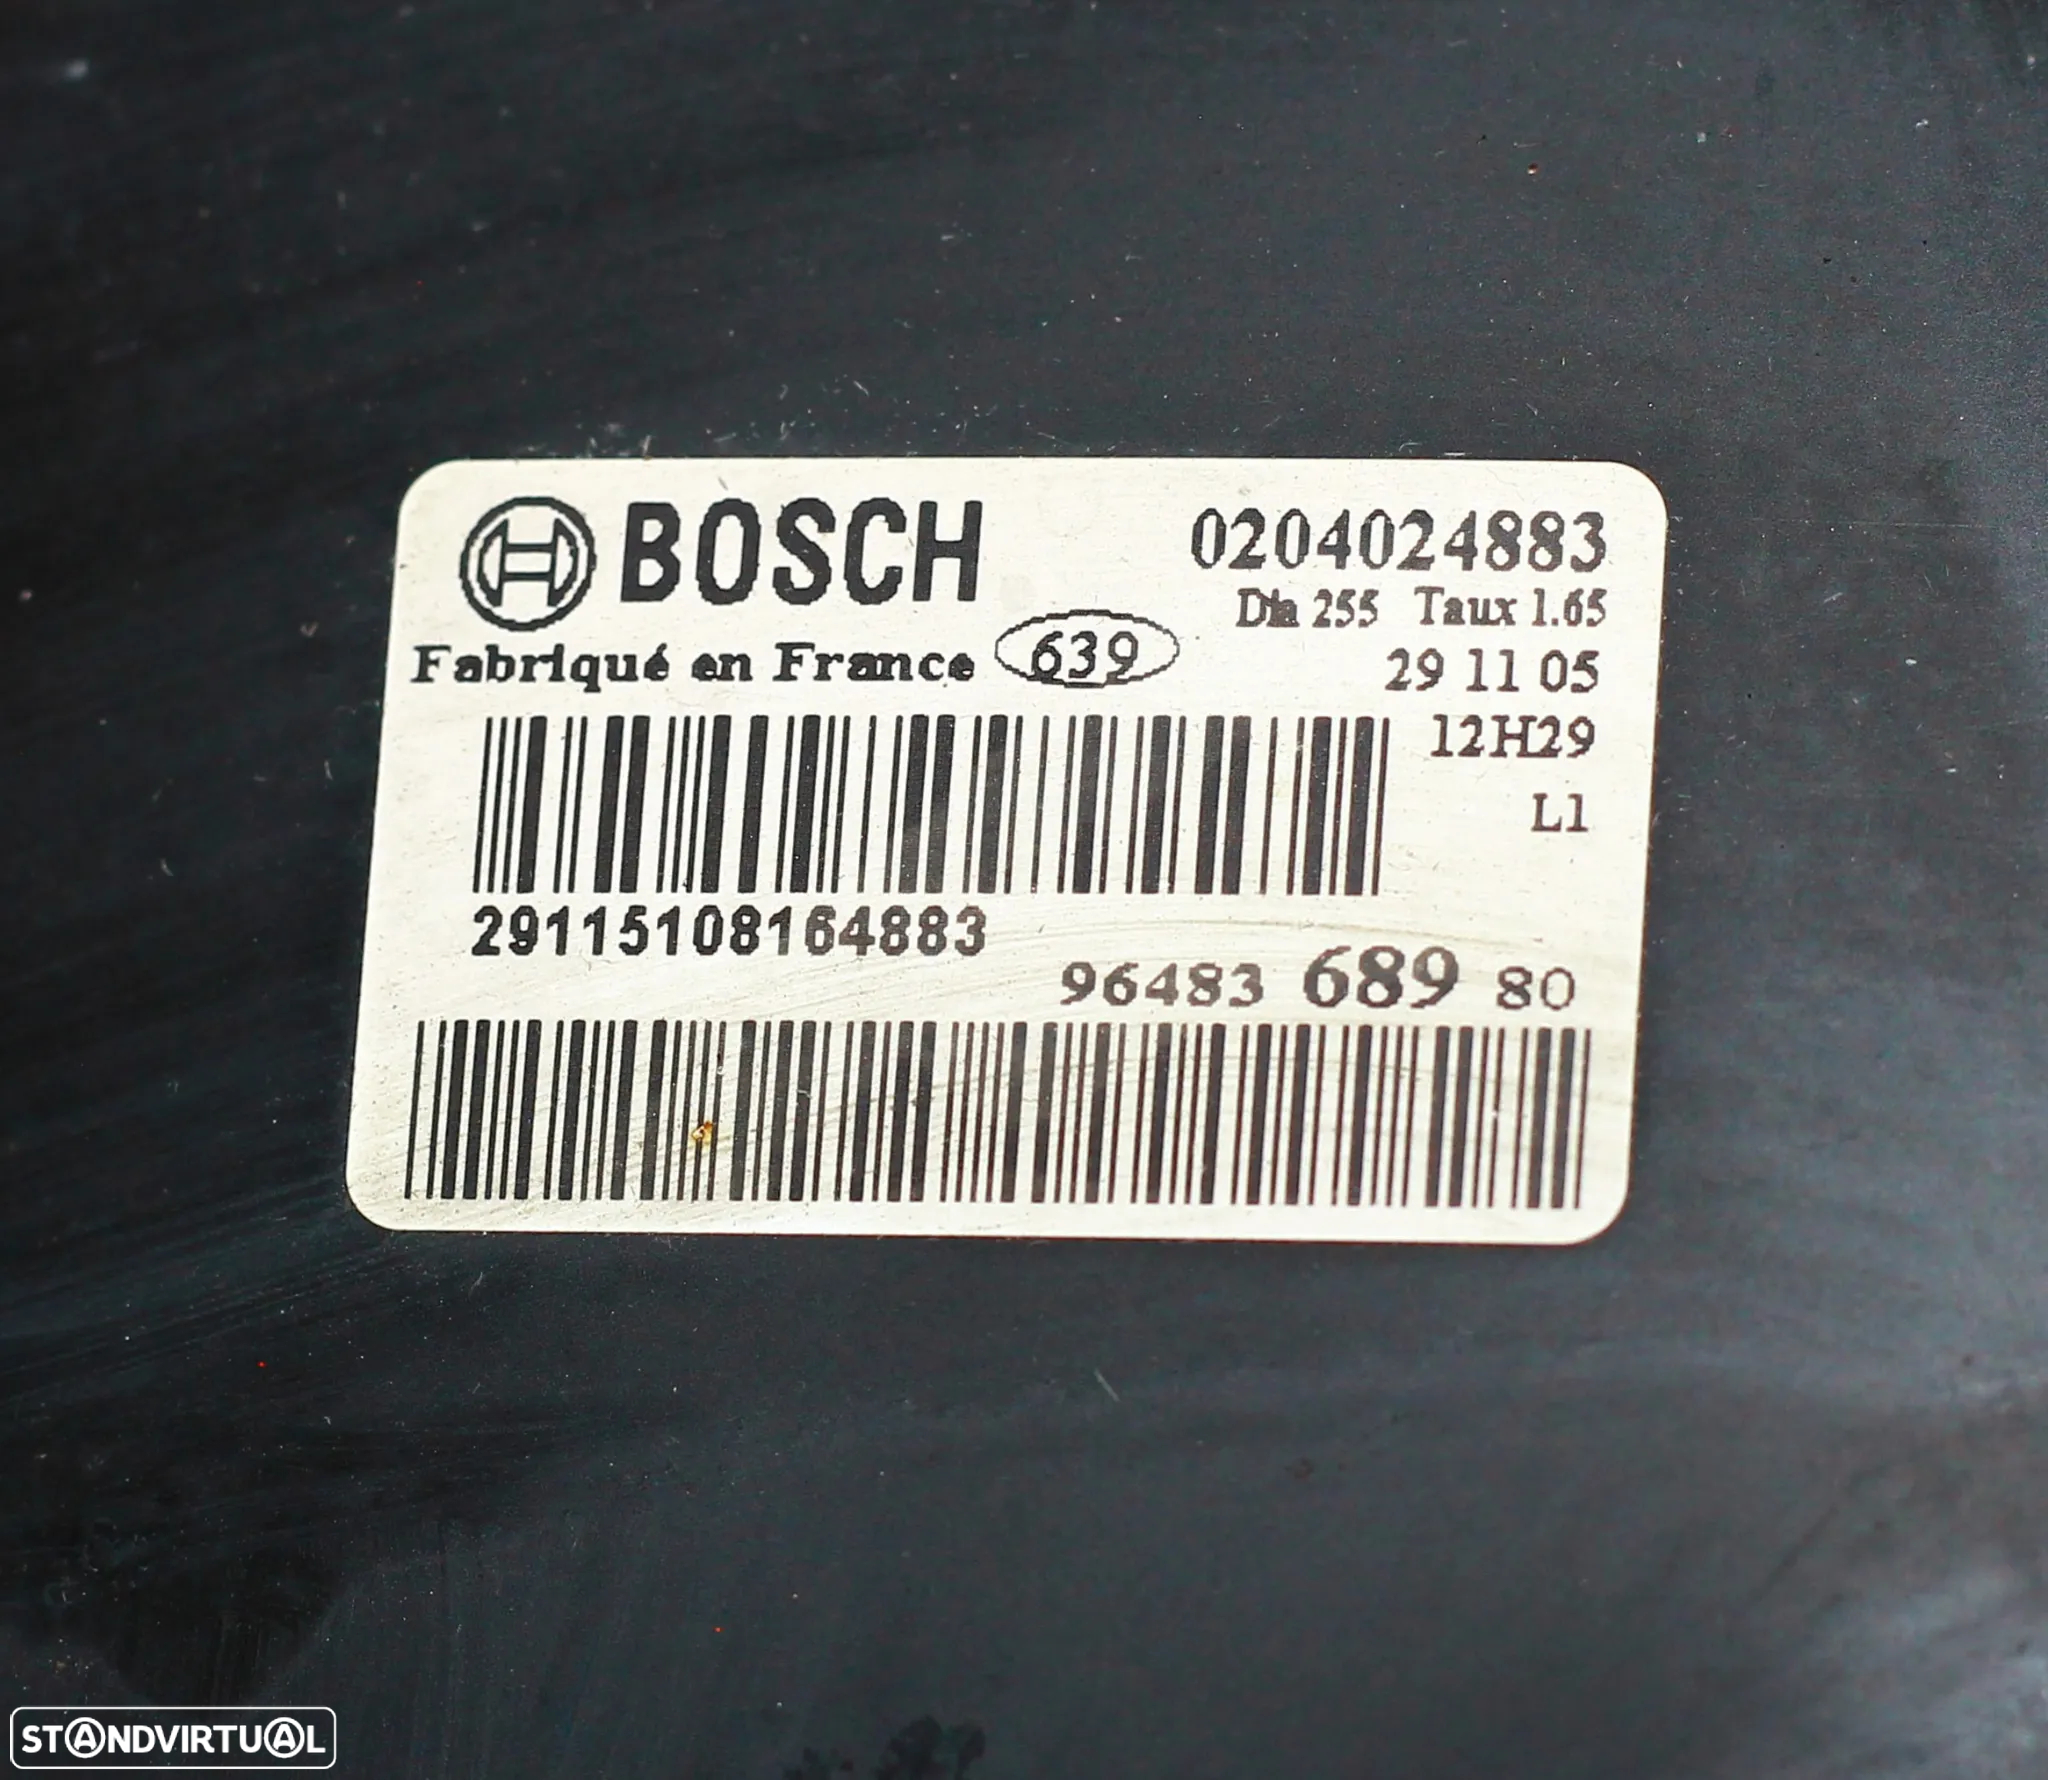 BOSCH 0204024883
Dia 255 Taux 1.65
Fabriqué en France 639 29 11 05
12H29
L1
29115108164883
96483 689 80
STANDVIRTUAL